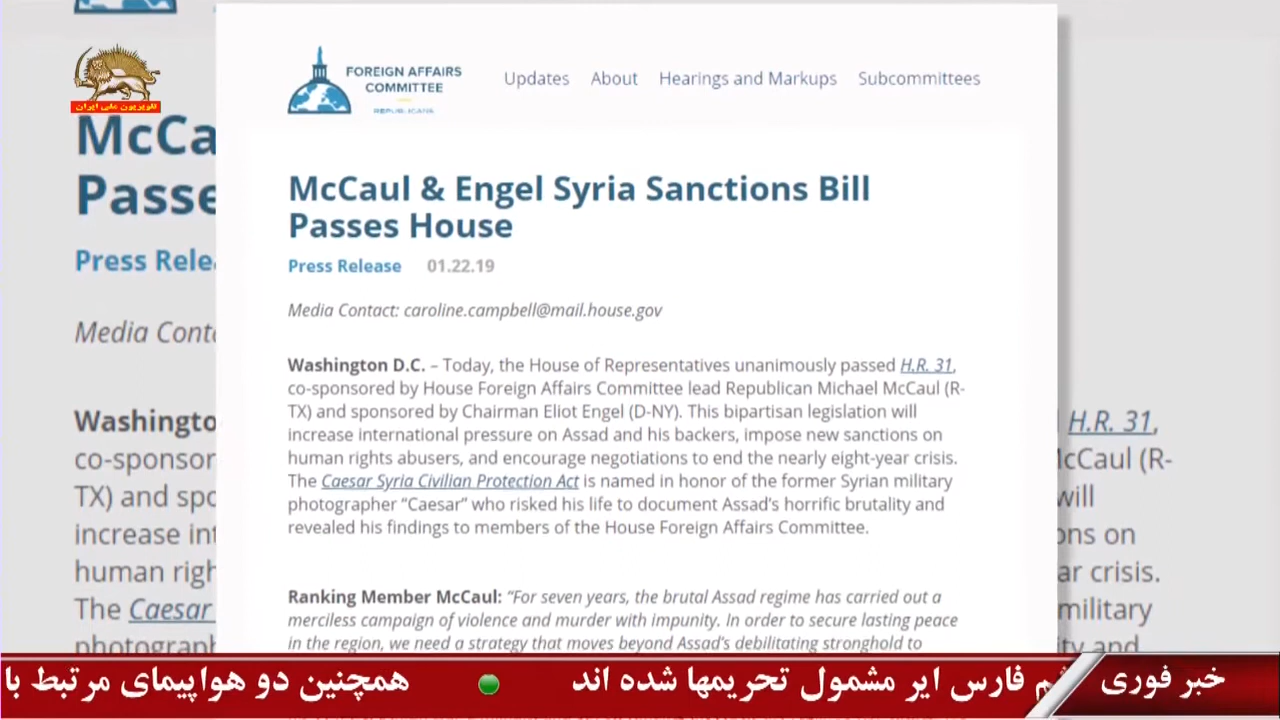 تلویزیون ملی ایران
FOREIGN AFFAIRS
COMMITTEE
REPUBLICANS
Updates About Hearings and Markups Subcommittees
McCaul & Engel Syria Sanctions Bill
Passes House
Press Release 01.22.19
Media Contact: caroline.campbell@mail.house.gov
Washington D.C. – Today, the House of Representatives unanimously passed H.R. 31,
co-sponsored by House Foreign Affairs Committee lead Republican Michael McCaul (R-
TX) and sponsored by Chairman Eliot Engel (D-NY). This bipartisan legislation will
increase international pressure on Assad and his backers, impose new sanctions on
human rights abusers, and encourage negotiations to end the nearly eight-year crisis.
The Caesar Syria Civilian Protection Act is named in honor of the former Syrian military
photographer “Caesar” who risked his life to document Assad’s horrific brutality and
revealed his findings to members of the House Foreign Affairs Committee.
Ranking Member McCaul: “For seven years, the brutal Assad regime has carried out a
merciless campaign of violence and murder with impunity. In order to secure lasting peace
in the region, we need a strategy that moves beyond Assad’s debilitating stronghold to
McCa
Passe
Press Rele
Media Cont
Washingto
co-sponsor
TX) and spo
increase int
human righ
The Caesar
photograph
H.R. 31,
McCaul (R-
will
ons on
ar crisis.
military
ty and
خبر فوری
فارس ایر مشمول تحریمها شده اند
همچنین دو هواپیمای مرتبط با